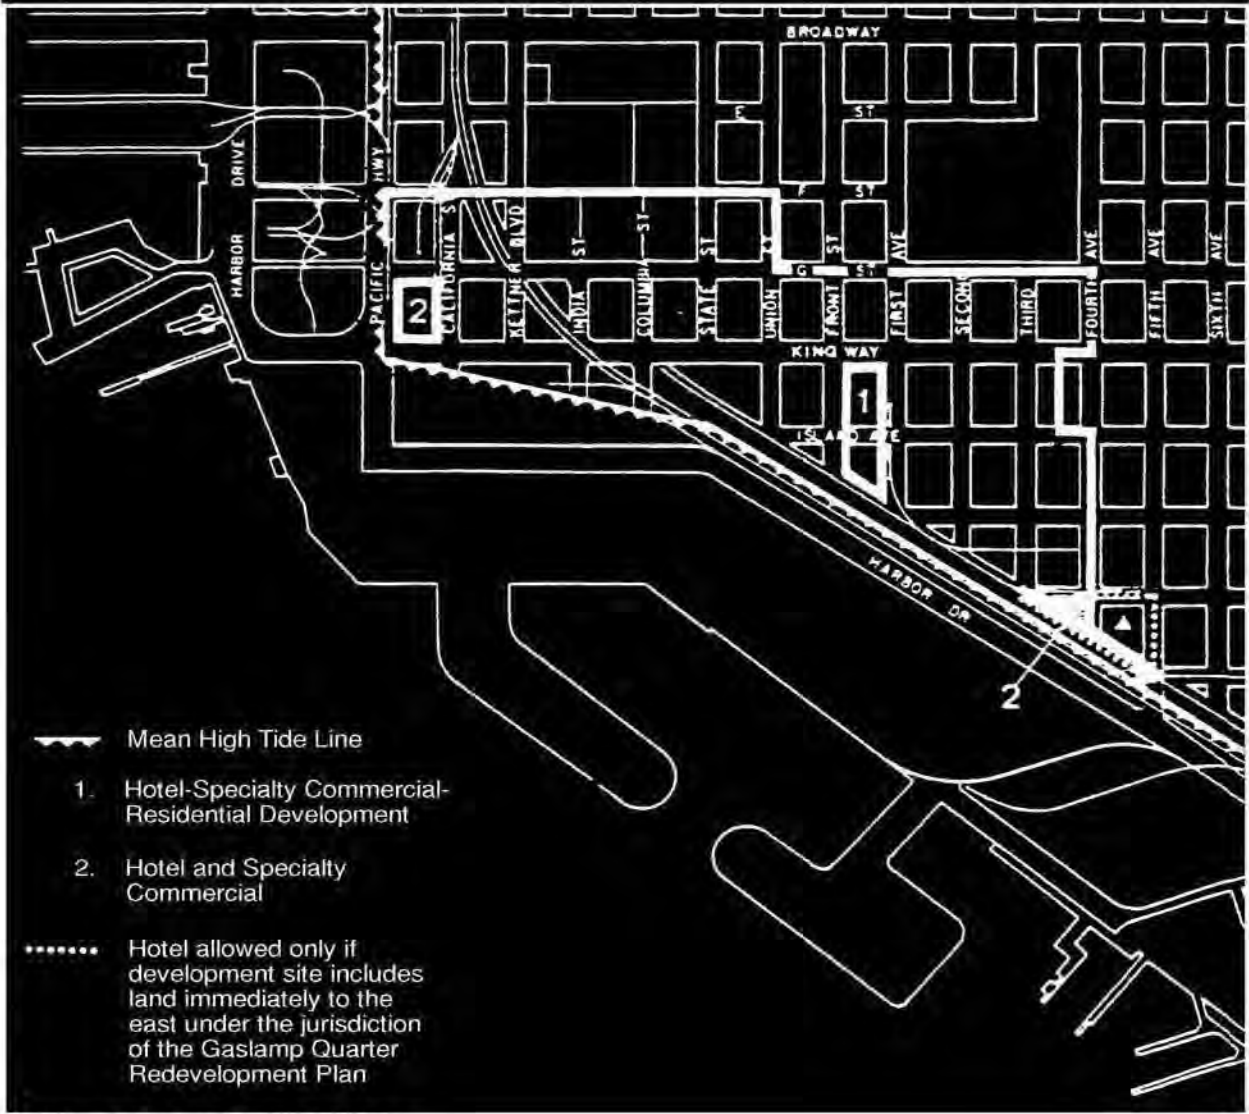 BROADWAY
E ST
DRIVE
HWY
F ST
HARBOR
PACIFIC
CALIFORNIA S
KETTNER BLVD
INDIA ST
COLUMBIA ST
STATE ST
UNION ST
FRONT ST
FIRST AVE
SECOND
THIRD
FOURTH AVE
FIFTH AVE
SIXTH AVE
G ST
2
KING WAY
1
ISLAND AVE
HARBOR DR
2
Mean High Tide Line
1. Hotel-Specialty Commercial-
Residential Development
2. Hotel and Specialty
Commercial
Hotel allowed only if
development site includes
land immediately to the
east under the jurisdiction
of the Gaslamp Quarter
Redevelopment Plan